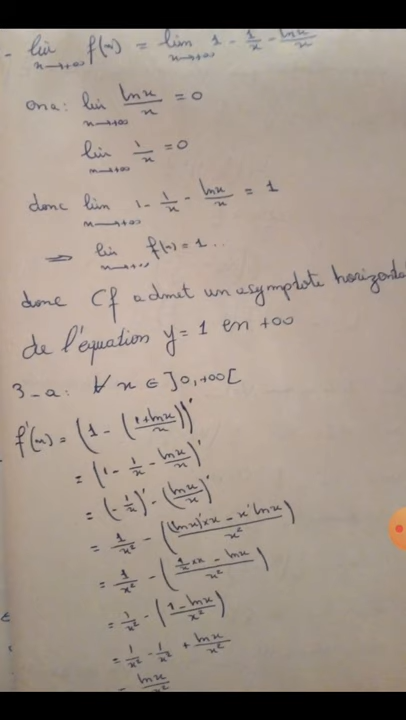 - lim f(x) = lim 1 - 1/x - lnx/x
x→+∞ x→+∞
on a : lim lnx/x = 0
x→+∞
lim 1/x = 0
x→+∞
donc lim 1 - 1/x - lnx/x = 1
x→+∞
⇒ lim f(x) = 1 ..
donc Cf admet un asymptote
de l'équation y = 1 en +∞
3-a: ∀ x ∈ ]0,+∞[
f'(x) = (1 - (1+lnx/x))'
= (1 - 1/x - lnx/x)'
= (-1/x)' - (lnx/x)'
= 1/x² - ((lnx)'×x - x'lnx / x²)
= 1/x² - (1/x ×x - lnx / x²)
= 1/x² - (1-lnx / x²)
= 1/x² - 1/x² + lnx/x²
= lnx/x²